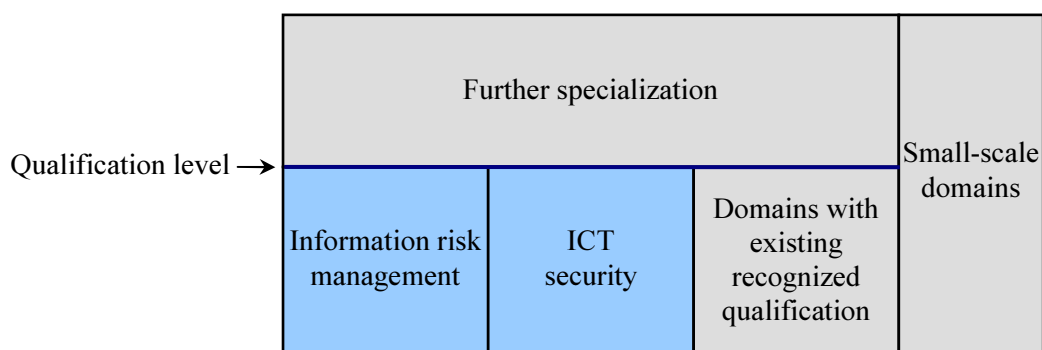 Further specialization
Qualification level
Small-scale
domains
Information risk
management
ICT
security
Domains with
existing
recognized
qualification